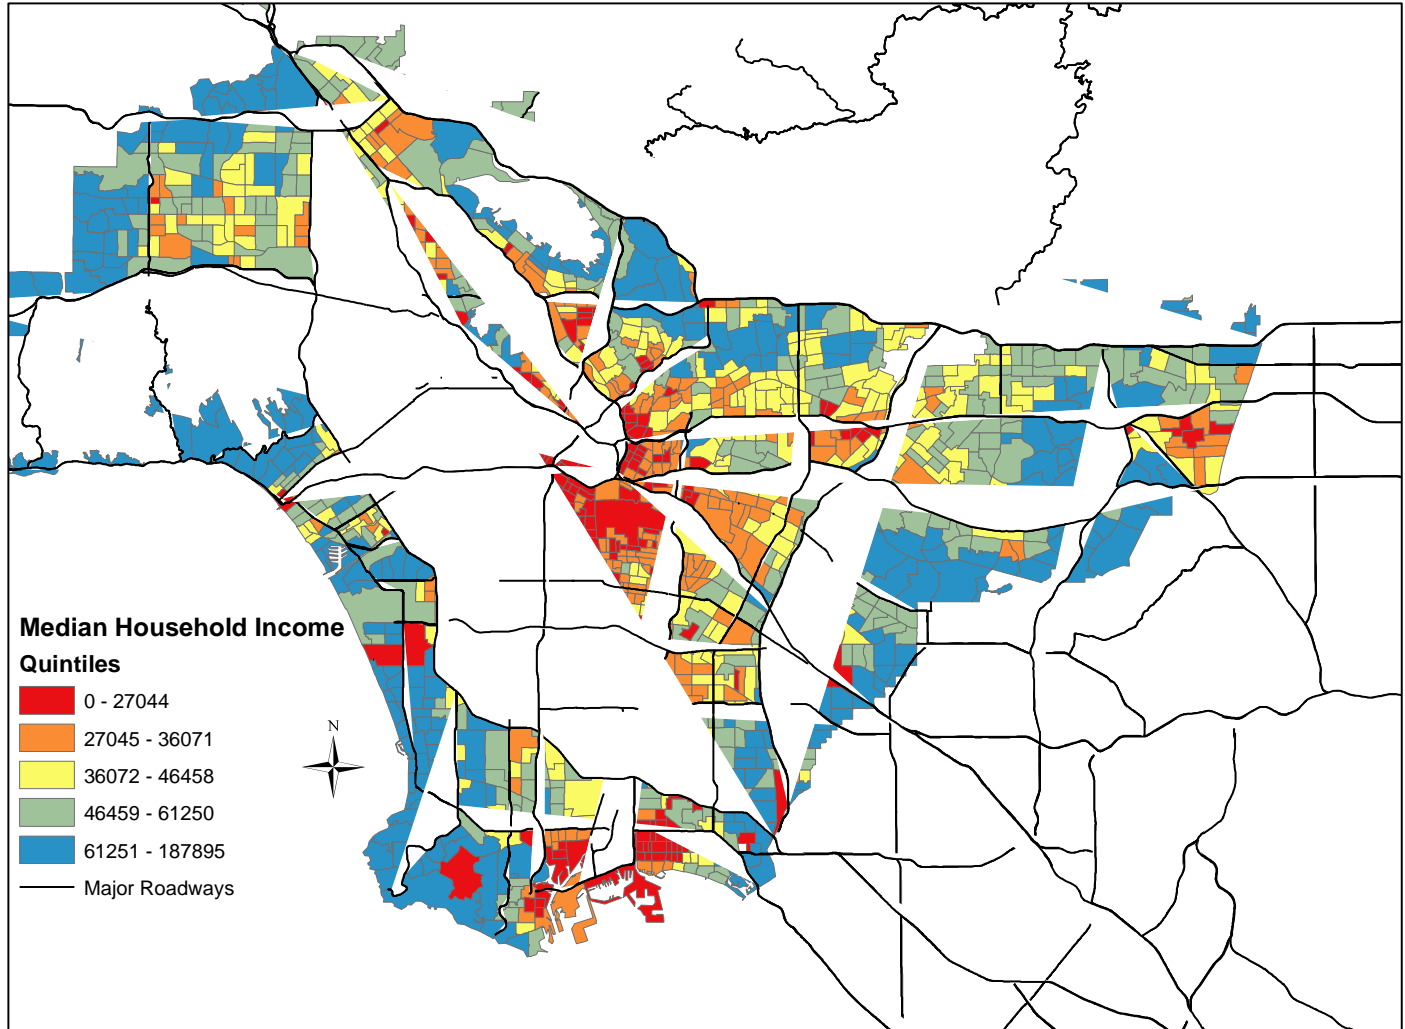 Median Household Income
Quintiles
0 - 27044
27045 - 36071
36072 - 46458
46459 - 61250
61251 - 187895
Major Roadways
N